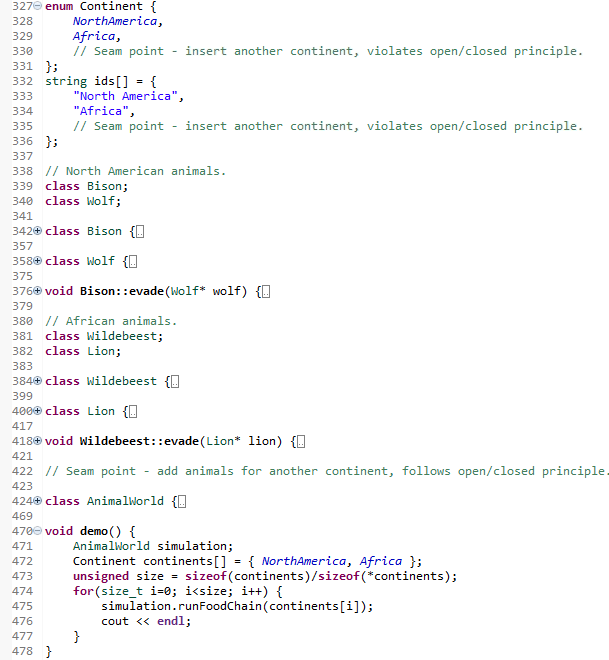 327 enum Continent {
328     NorthAmerica,
329     Africa,
330     // Seam point - insert another continent, violates open/closed principle.
331 };
332 string ids[] = {
333     "North America",
334     "Africa",
335     // Seam point - insert another continent, violates open/closed principle.
336 };
337
338 // North American animals.
339 class Bison;
340 class Wolf;
341
342 class Bison {
357
358 class Wolf {
375
376 void Bison::evade(Wolf* wolf) {
379
380 // African animals.
381 class Wildebeest;
382 class Lion;
383
384 class Wildebeest {
399
400 class Lion {
417
418 void Wildebeest::evade(Lion* lion) {
421
422 // Seam point - add animals for another continent, follows open/closed principle.
423
424 class AnimalWorld {
469
470 void demo() {
471     AnimalWorld simulation;
472     Continent continents[] = { NorthAmerica, Africa };
473     unsigned size = sizeof(continents)/sizeof(*continents);
474     for(size_t i=0; i<size; i++) {
475         simulation.runFoodChain(continents[i]);
476         cout << endl;
477     }
478 }